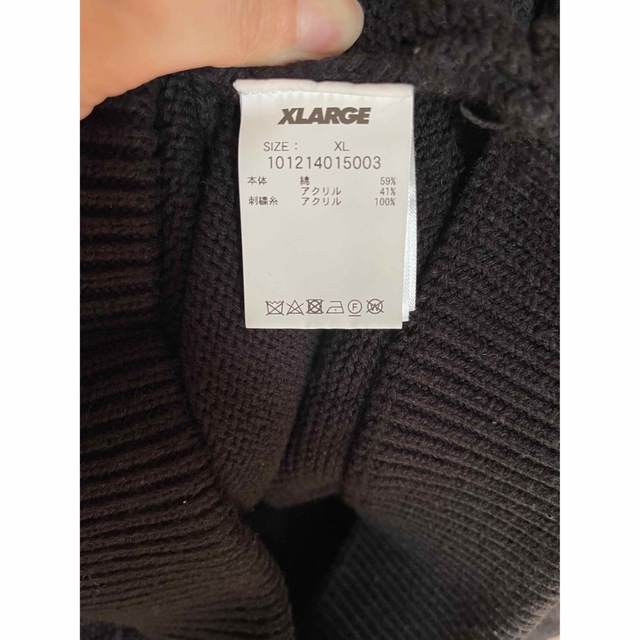 XLARGE
SIZE： XL
101214015003
本体 綿 59%
アクリル 41%
刺繍糸 アクリル 100%